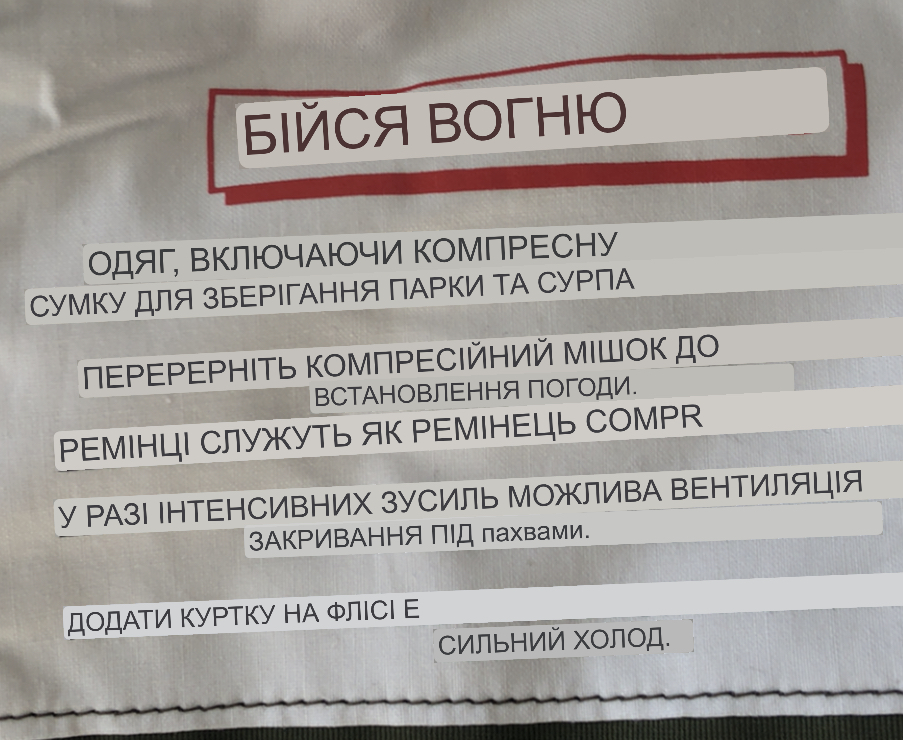 БІЙСЯ ВОГНЮ
ОДЯГ, ВКЛЮЧАЮЧИ КОМПРЕСНУ
СУМКУ ДЛЯ ЗБЕРІГАННЯ ПАРКИ ТА СУРПА
ПЕРЕРЕРНІТЬ КОМПРЕСІЙНИЙ МІШОК ДО
ВСТАНОВЛЕННЯ ПОГОДИ.
РЕМІНЦІ СЛУЖУТЬ ЯК РЕМІНЕЦЬ COMPR
У РАЗІ ІНТЕНСИВНИХ ЗУСИЛЬ МОЖЛИВА ВЕНТИЛЯЦІЯ
ЗАКРИВАННЯ ПІД пахвами.
ДОДАТИ КУРТКУ НА ФЛІСІ Е
СИЛЬНИЙ ХОЛОД.